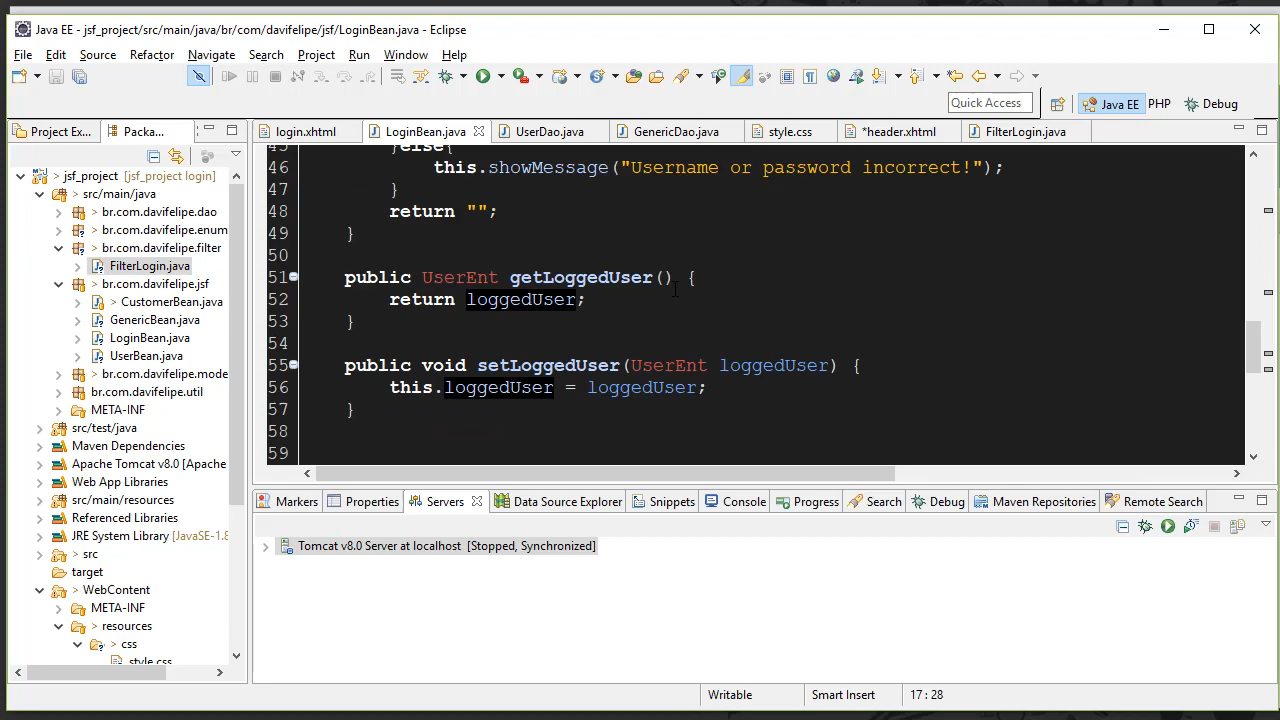 Java EE - jsf_project/src/main/java/br/com/davifelipe/jsf/LoginBean.java - Eclipse
File Edit Source Refactor Navigate Search Project Run Window Help
Quick Access Java EE PHP Debug
Project Ex... Packa...
login.xhtml LoginBean.java UserDao.java GenericDao.java style.css *header.xhtml FilterLogin.java
jsf_project [jsf_project login]
src/main/java
br.com.davifelipe.dao
br.com.davifelipe.enum
br.com.davifelipe.filter
FilterLogin.java
br.com.davifelipe.jsf
CustomerBean.java
GenericBean.java
LoginBean.java
UserBean.java
br.com.davifelipe.mode
br.com.davifelipe.util
META-INF
src/test/java
Maven Dependencies
Apache Tomcat v8.0 [Apache
Web App Libraries
src/main/resources
Referenced Libraries
JRE System Library [JavaSE-1.8
src
target
WebContent
META-INF
resources
css
style.css
45 }else{
46 this.showMessage("Username or password incorrect!");
47 }
48 return "";
49 }
50
51 public UserEnt getLoggedUser() {
52 return loggedUser;
53 }
54
55 public void setLoggedUser(UserEnt loggedUser) {
56 this.loggedUser = loggedUser;
57 }
58
59
Markers Properties Servers Data Source Explorer Snippets Console Progress Search Debug Maven Repositories Remote Search
Tomcat v8.0 Server at localhost [Stopped, Synchronized]
Writable Smart Insert 17 : 28